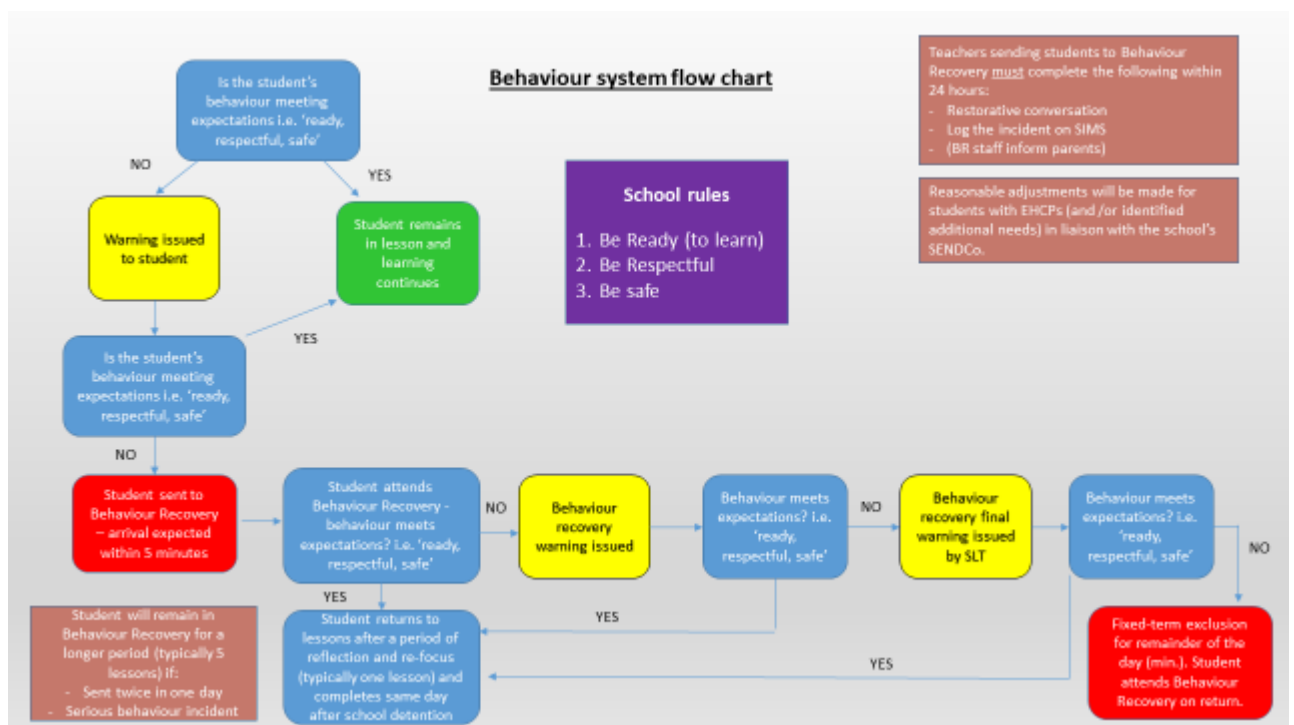 Behaviour system flow chart
Is the student's
behaviour meeting
expectations i.e. 'ready,
respectful, safe'
NO
YES
Warning issued
to student
Student remains
in lesson and
learning
continues
School rules
1. Be Ready (to learn)
2. Be Respectful
3. Be safe
Teachers sending students to Behaviour
Recovery must complete the following within
24 hours:
- Restorative conversation
- Log the incident on SIMS
- (BR staff inform parents)
Reasonable adjustments will be made for
students with EHCPs (and /or identified
additional needs) in liaison with the school's
SENDCo.
YES
Is the student's
behaviour meeting
expectations i.e. 'ready,
respectful, safe'
NO
Student sent to
Behaviour Recovery
– arrival expected
within 5 minutes
Student attends
Behaviour Recovery -
behaviour meets
expectations? i.e. 'ready,
respectful, safe'
NO
Behaviour
recovery
warning issued
Behaviour meets
expectations? i.e.
'ready,
respectful, safe'
NO
Behaviour
recovery final
warning issued
by SLT
Behaviour meets
expectations? i.e.
'ready,
respectful, safe'
NO
YES
YES
YES
Student will remain in
Behaviour Recovery for a
longer period (typically 5
lessons) if:
- Sent twice in one day
- Serious behaviour incident
Student returns to
lessons after a period of
reflection and re-focus
(typically one lesson) and
completes same day
after school detention
Fixed-term exclusion
for remainder of the
day (min.). Student
attends Behaviour
Recovery on return.